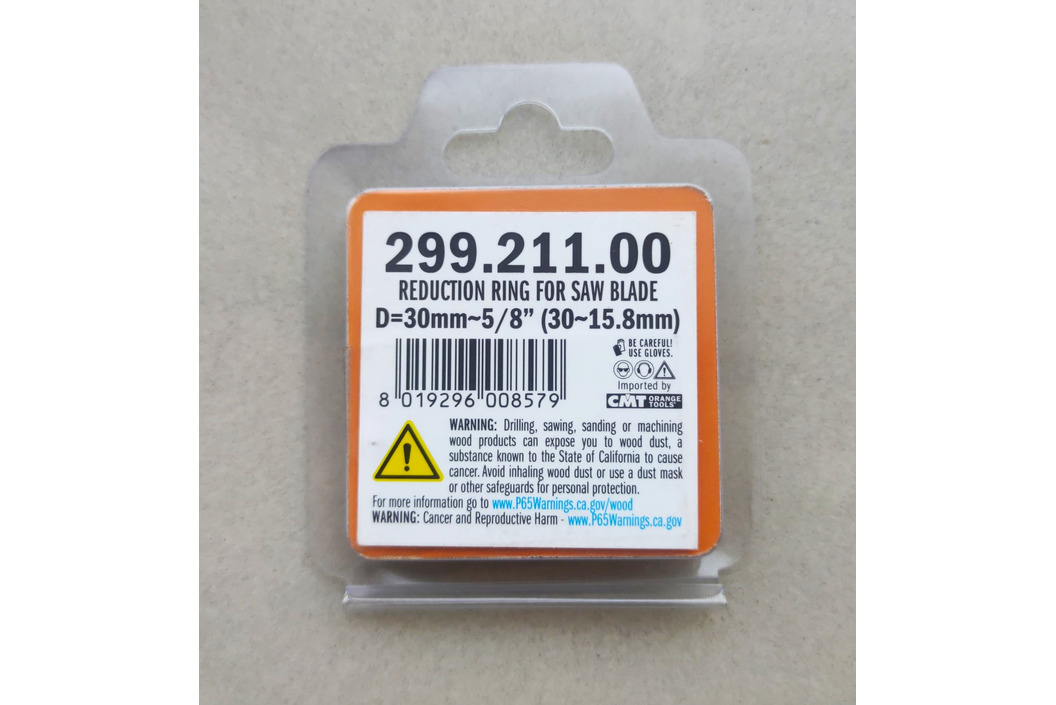 299.211.00
REDUCTION RING FOR SAW BLADE
D=30mm~5/8” (30~15.8mm)
BE CAREFUL!
USE GLOVES.
Imported by
CMT ORANGE TOOLS®
8 019296 008579
WARNING: Drilling, sawing, sanding or machining
wood products can expose you to wood dust, a
substance known to the State of California to cause
cancer. Avoid inhaling wood dust or use a dust mask
or other safeguards for personal protection.
For more information go to www.P65Warnings.ca.gov/wood
WARNING: Cancer and Reproductive Harm - www.P65Warnings.ca.gov